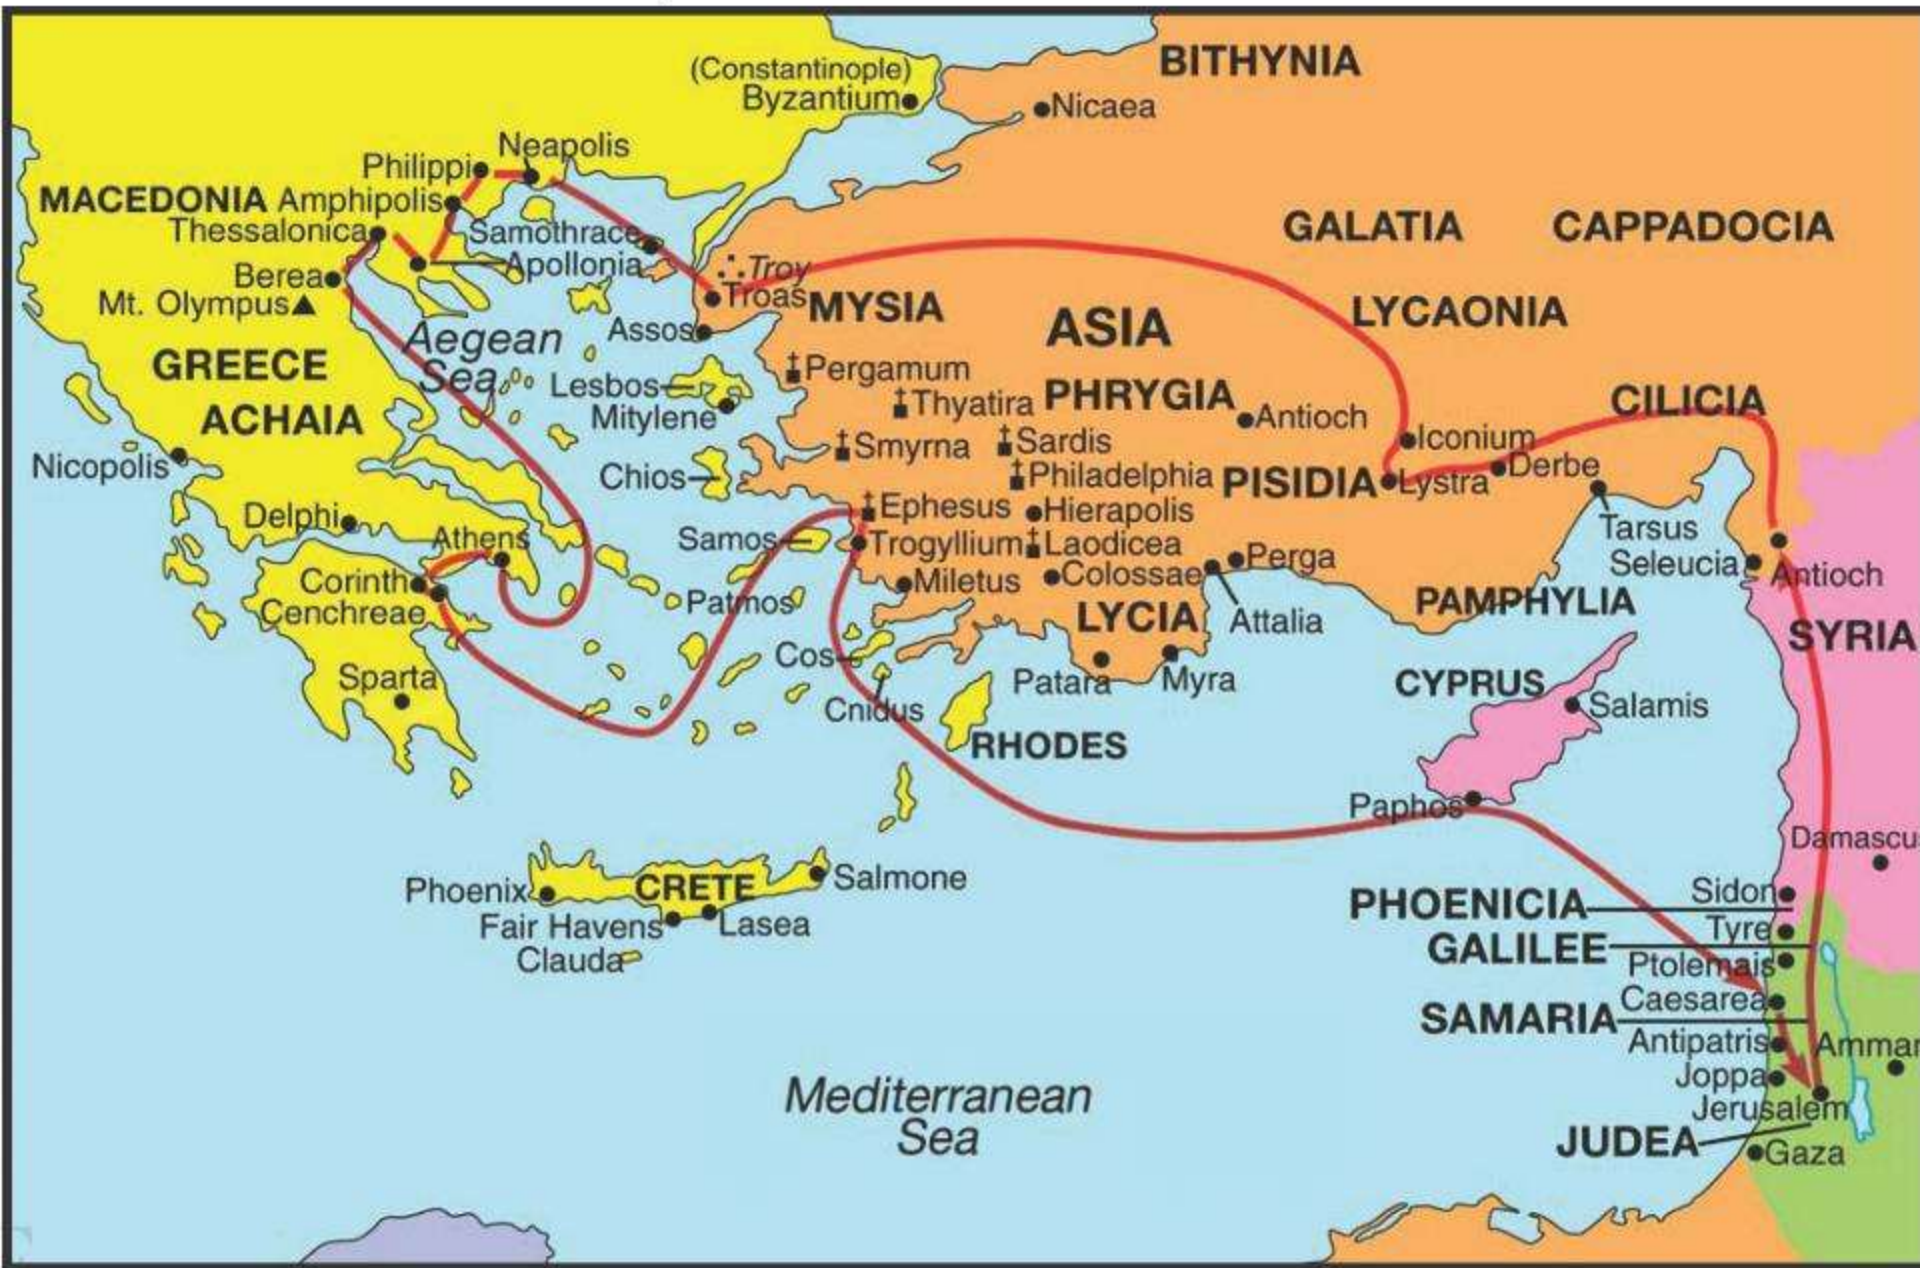 BITHYNIA
(Constantinople)
Byzantium
Nicaea
Neapolis
Philippi
MACEDONIA Amphipolis
Thessalonica
Samothrace
Apollonia
Berea
Mt. Olympus
GALATIA
CAPPADOCIA
Troy
Troas
MYSIA
LYCAONIA
ASIA
Assos
Aegean
Sea
GREECE
ACHAIA
Pergamum
Lesbos
Mitylene
Thyatira
PHRYGIA
Antioch
CILICIA
Nicopolis
Smyrna
Sardis
Iconium
Chios
Philadelphia
PISIDIA
Lystra
Derbe
Delphi
Athens
Ephesus
Hierapolis
Samos
Trogyllium
Laodicea
Perga
Tarsus
Seleucia
Antioch
Corinth
Cenchreae
Patmos
Miletus
Colossae
LYCIA
Attalia
PAMPHYLIA
SYRIA
Sparta
Cos
Cnidus
Patara
Myra
CYPRUS
Salamis
RHODES
Paphos
Damascu
Phoenix
CRETE
Salmone
Fair Havens
Lasea
Clauda
PHOENICIA
Sidon
Tyre
GALILEE
Ptolemais
Caesarea
SAMARIA
Antipatris
Amman
Joppa
Jerusalem
Mediterranean
Sea
JUDEA
Gaza